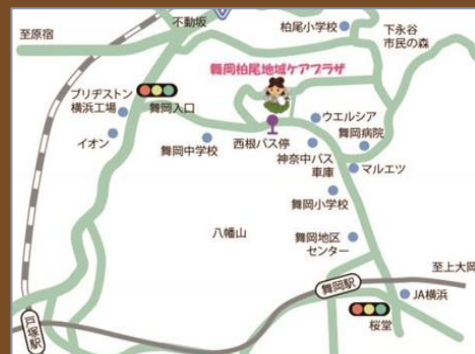 不動坂
至原宿
柏尾小学校
下永谷
市民の森
舞岡柏尾地域ケアプラザ
ブリヂストン
横浜工場
舞岡入口
イオン
舞岡中学校
西根バス停
ウエルシア
舞岡病院
神奈中バス
車庫
マルエツ
舞岡小学校
八幡山
舞岡地区
センター
至上大岡
舞岡駅
JA横浜
桜堂
戸塚駅